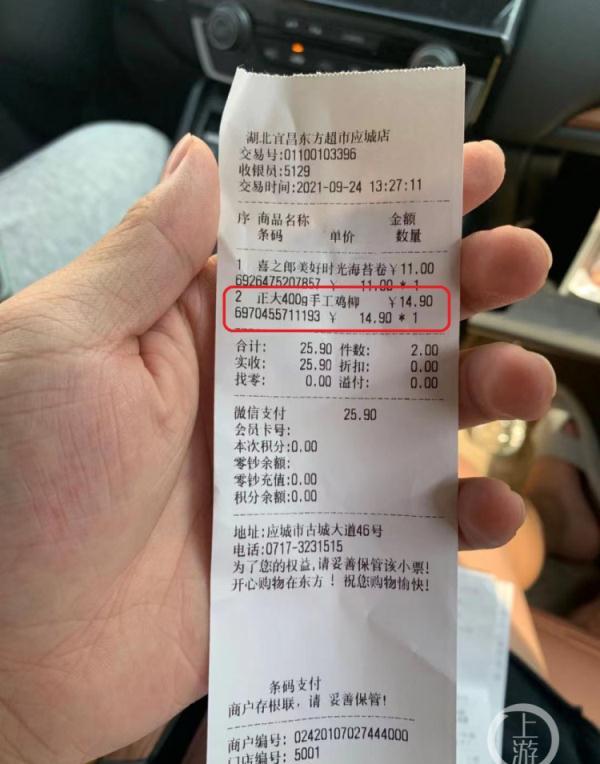 湖北宜昌东方超市应城店
交易号:01100103396
收银员:5129
交易时间:2021-09-24 13:27:11
序 商品名称 金额
条码 单价 数量
1 喜之郎美好时光海苔卷￥11.00
6926475207857 ￥ 11.00 * 1
2 正大400g手工鸡柳 ￥14.90
6970455711193 ￥ 14.90 * 1
合计: 25.90 件数: 2.00
实收: 25.90 折扣: 0.00
找零: 0.00 溢付: 0.00
微信支付 25.90
会员卡号:
本次积分:0.00
零钞余额:
零钞充值:0.00
积分余额:0.00
地址:应城市古城大道46号
电话:0717-3231515
为了您的权益,请妥善保管该小票!
开心购物在东方 ! 祝您购物愉快!
条码支付
商户存根联, 请 妥善保管!
商户编号: 02420107027444000
门店编号: 5001
上游